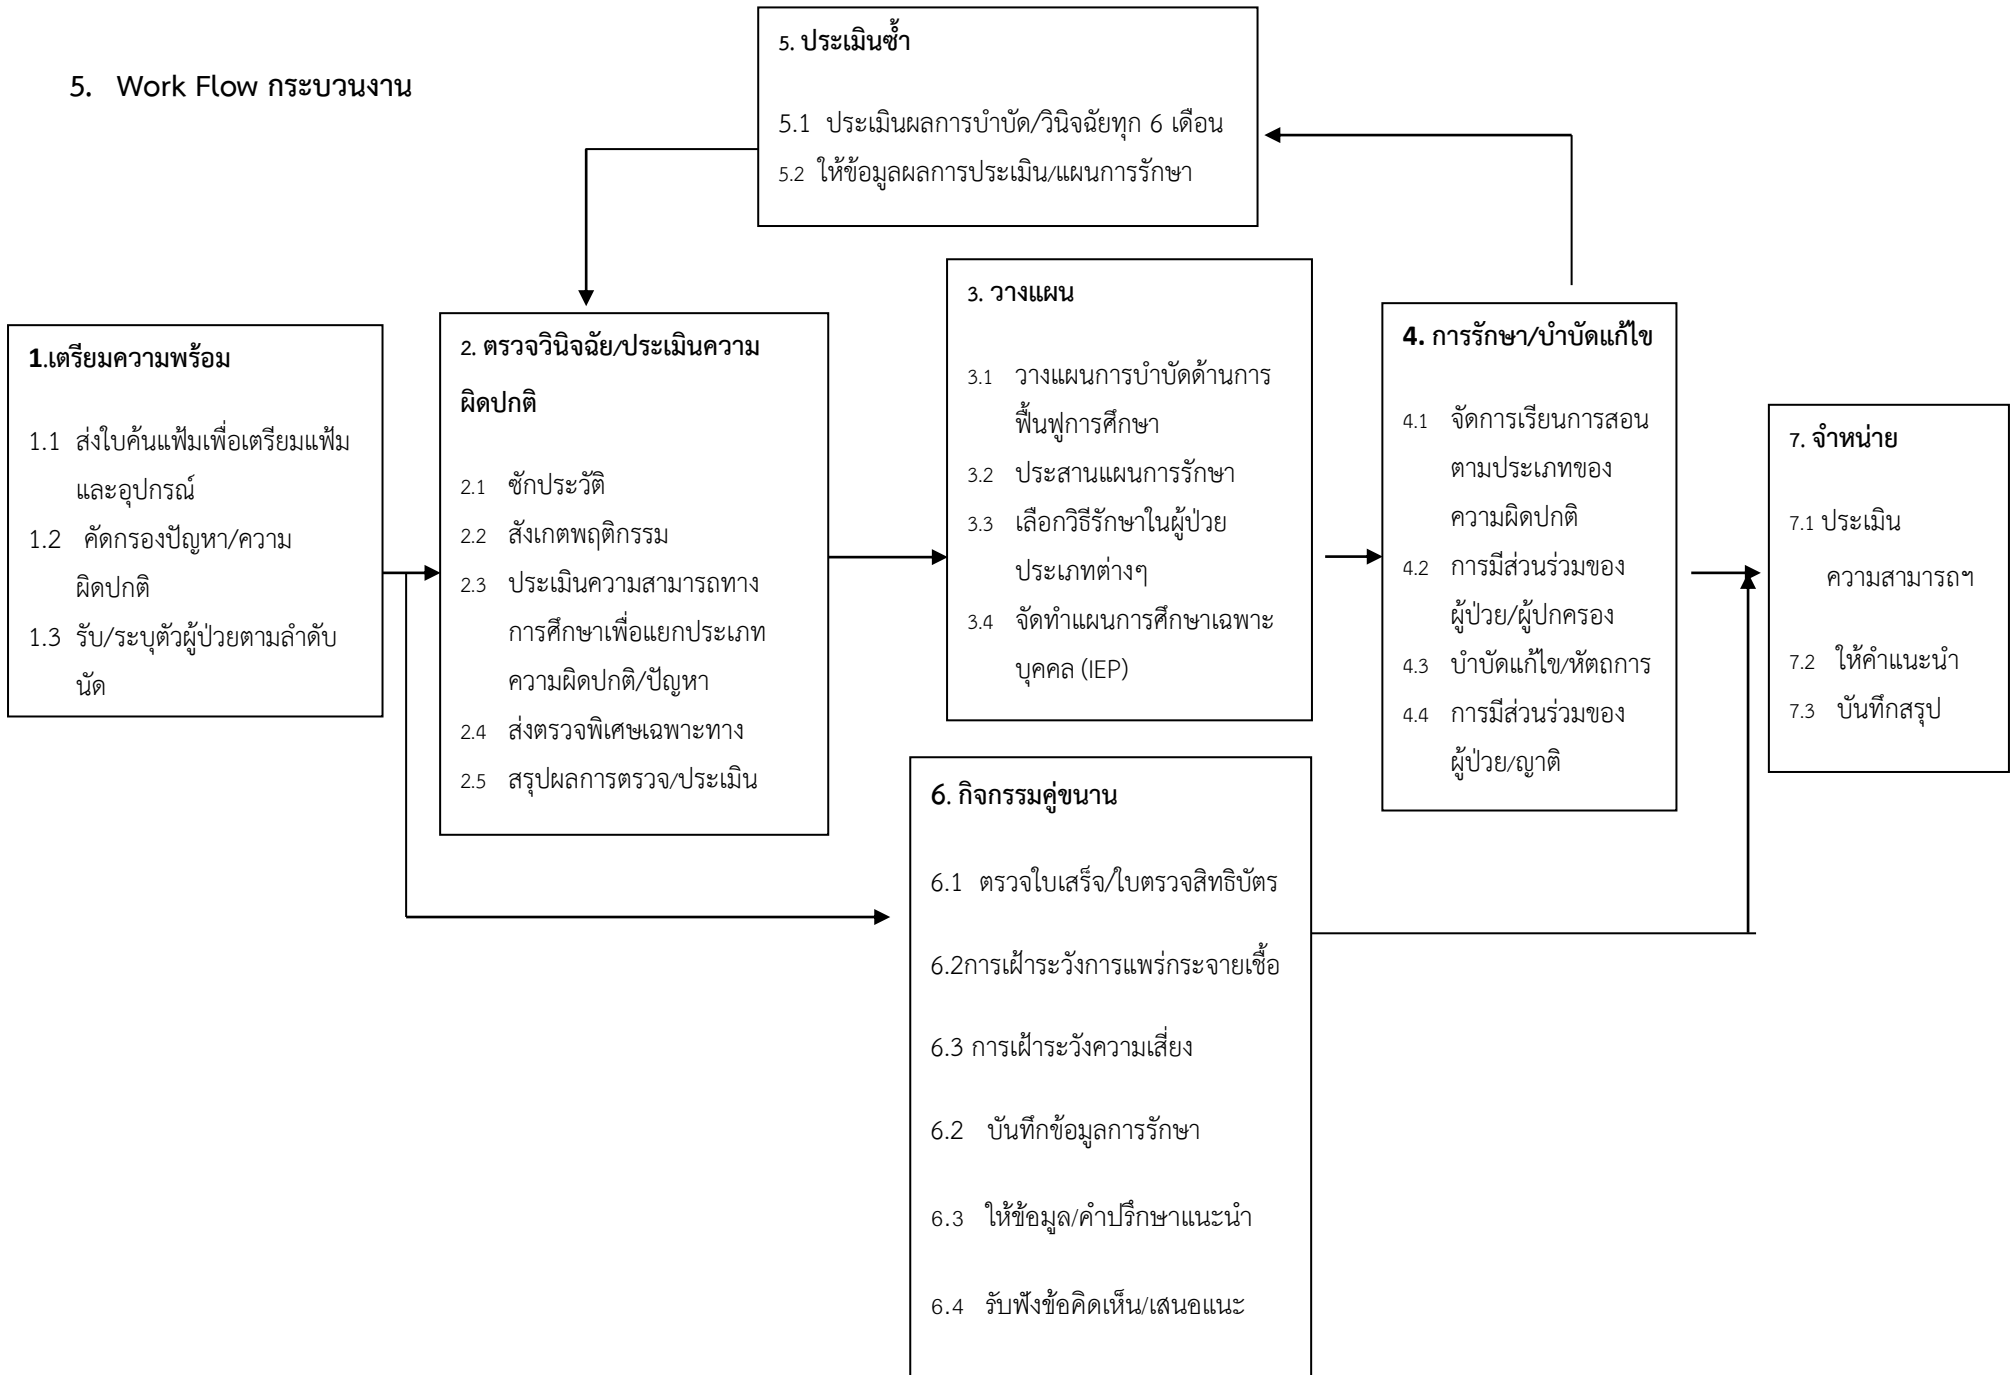 5. Work Flow กระบวนงาน
5. ประเมินซ้ำ
5.1 ประเมินผลการบำบัด/วินิจฉัยทุก 6 เดือน
5.2 ให้ข้อมูลผลการประเมิน/แผนการรักษา
1.เตรียมความพร้อม
1.1 ส่งใบค้นแฟ้มเพื่อเตรียมแฟ้ม
และอุปกรณ์
1.2 คัดกรองปัญหา/ความ
ผิดปกติ
1.3 รับ/ระบุตัวผู้ป่วยตามลำดับ
นัด
2. ตรวจวินิจฉัย/ประเมินความ
ผิดปกติ
2.1 ซักประวัติ
2.2 สังเกตพฤติกรรม
2.3 ประเมินความสามารถทาง
การศึกษาเพื่อแยกประเภท
ความผิดปกติ/ปัญหา
2.4 ส่งตรวจพิเศษเฉพาะทาง
2.5 สรุปผลการตรวจ/ประเมิน
3. วางแผน
3.1 วางแผนการบำบัดด้านการ
ฟื้นฟูการศึกษา
3.2 ประสานแผนการรักษา
3.3 เลือกวิธีรักษาในผู้ป่วย
ประเภทต่างๆ
3.4 จัดทำแผนการศึกษาเฉพาะ
บุคคล (IEP)
4. การรักษา/บำบัดแก้ไข
4.1 จัดการเรียนการสอน
ตามประเภทของ
ความผิดปกติ
4.2 การมีส่วนร่วมของ
ผู้ป่วย/ผู้ปกครอง
4.3 บำบัดแก้ไข/หัตถการ
4.4 การมีส่วนร่วมของ
ผู้ป่วย/ญาติ
7. จำหน่าย
7.1 ประเมิน
ความสามารถฯ
7.2 ให้คำแนะนำ
7.3 บันทึกสรุป
6. กิจกรรมคู่ขนาน
6.1 ตรวจใบเสร็จ/ใบตรวจสิทธิบัตร
6.2การเฝ้าระวังการแพร่กระจายเชื้อ
6.3 การเฝ้าระวังความเสี่ยง
6.2 บันทึกข้อมูลการรักษา
6.3 ให้ข้อมูล/คำปรึกษาแนะนำ
6.4 รับฟังข้อคิดเห็น/เสนอแนะ